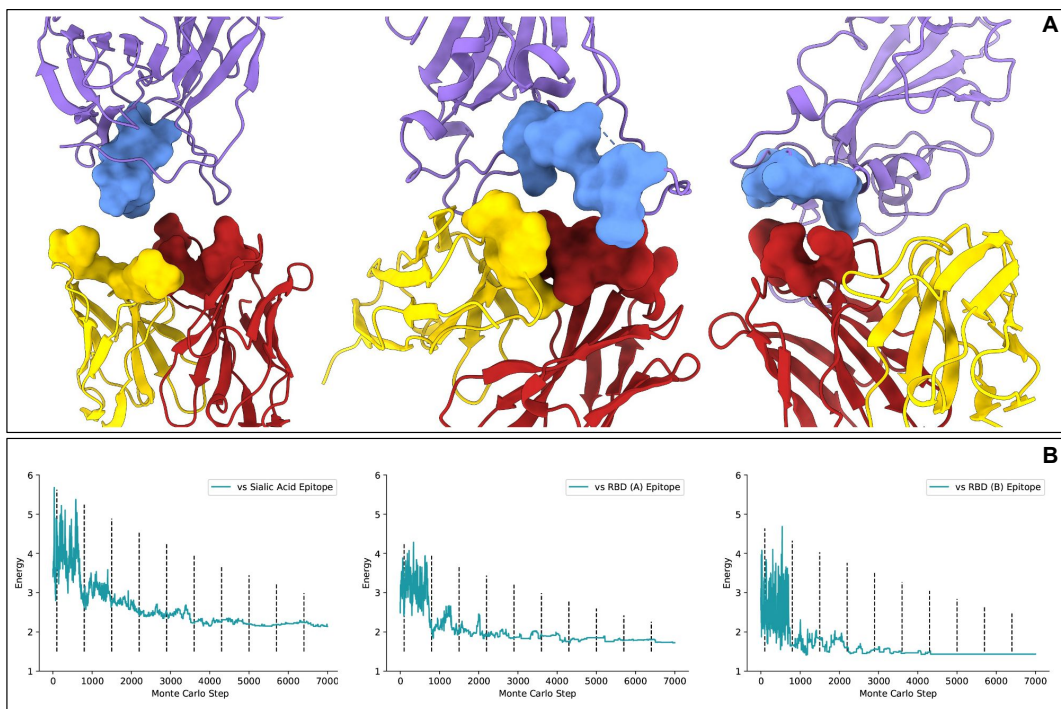 A
B
vs Sialic Acid Epitope
Energy
6
5
4
3
2
1
0 1000 2000 3000 4000 5000 6000 7000
Monte Carlo Step
vs RBD (A) Epitope
Energy
6
5
4
3
2
1
0 1000 2000 3000 4000 5000 6000 7000
Monte Carlo Step
vs RBD (B) Epitope
Energy
6
5
4
3
2
1
0 1000 2000 3000 4000 5000 6000 7000
Monte Carlo Step